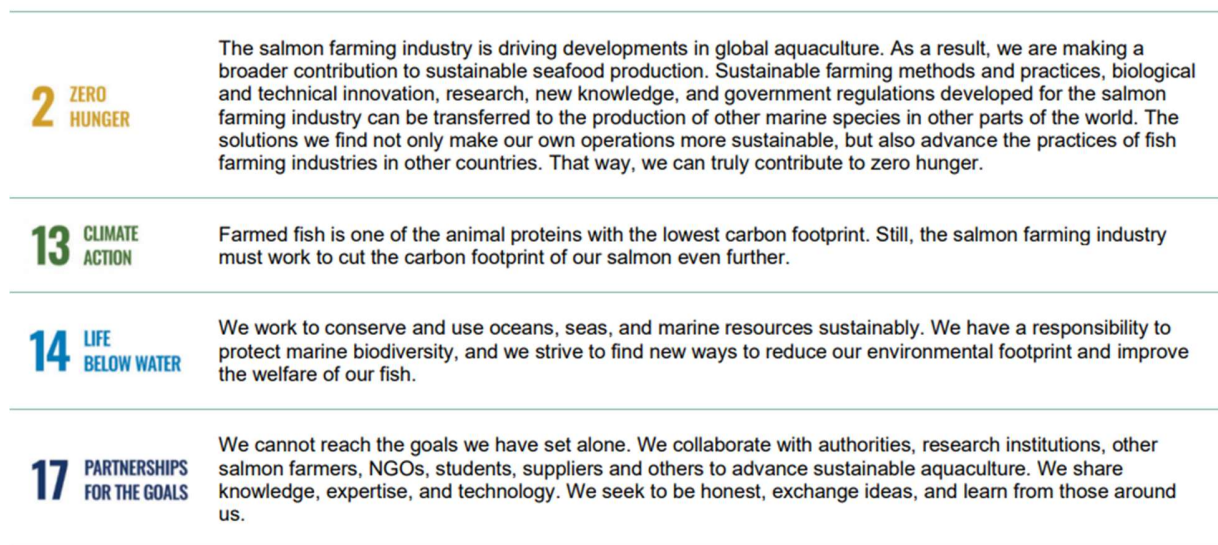 2 ZERO
HUNGER
The salmon farming industry is driving developments in global aquaculture. As a result, we are making a
broader contribution to sustainable seafood production. Sustainable farming methods and practices, biological
and technical innovation, research, new knowledge, and government regulations developed for the salmon
farming industry can be transferred to the production of other marine species in other parts of the world. The
solutions we find not only make our own operations more sustainable, but also advance the practices of fish
farming industries in other countries. That way, we can truly contribute to zero hunger.
13 CLIMATE
ACTION
Farmed fish is one of the animal proteins with the lowest carbon footprint. Still, the salmon farming industry
must work to cut the carbon footprint of our salmon even further.
14 LIFE
BELOW WATER
We work to conserve and use oceans, seas, and marine resources sustainably. We have a responsibility to
protect marine biodiversity, and we strive to find new ways to reduce our environmental footprint and improve
the welfare of our fish.
17 PARTNERSHIPS
FOR THE GOALS
We cannot reach the goals we have set alone. We collaborate with authorities, research institutions, other
salmon farmers, NGOs, students, suppliers and others to advance sustainable aquaculture. We share
knowledge, expertise, and technology. We seek to be honest, exchange ideas, and learn from those around
us.